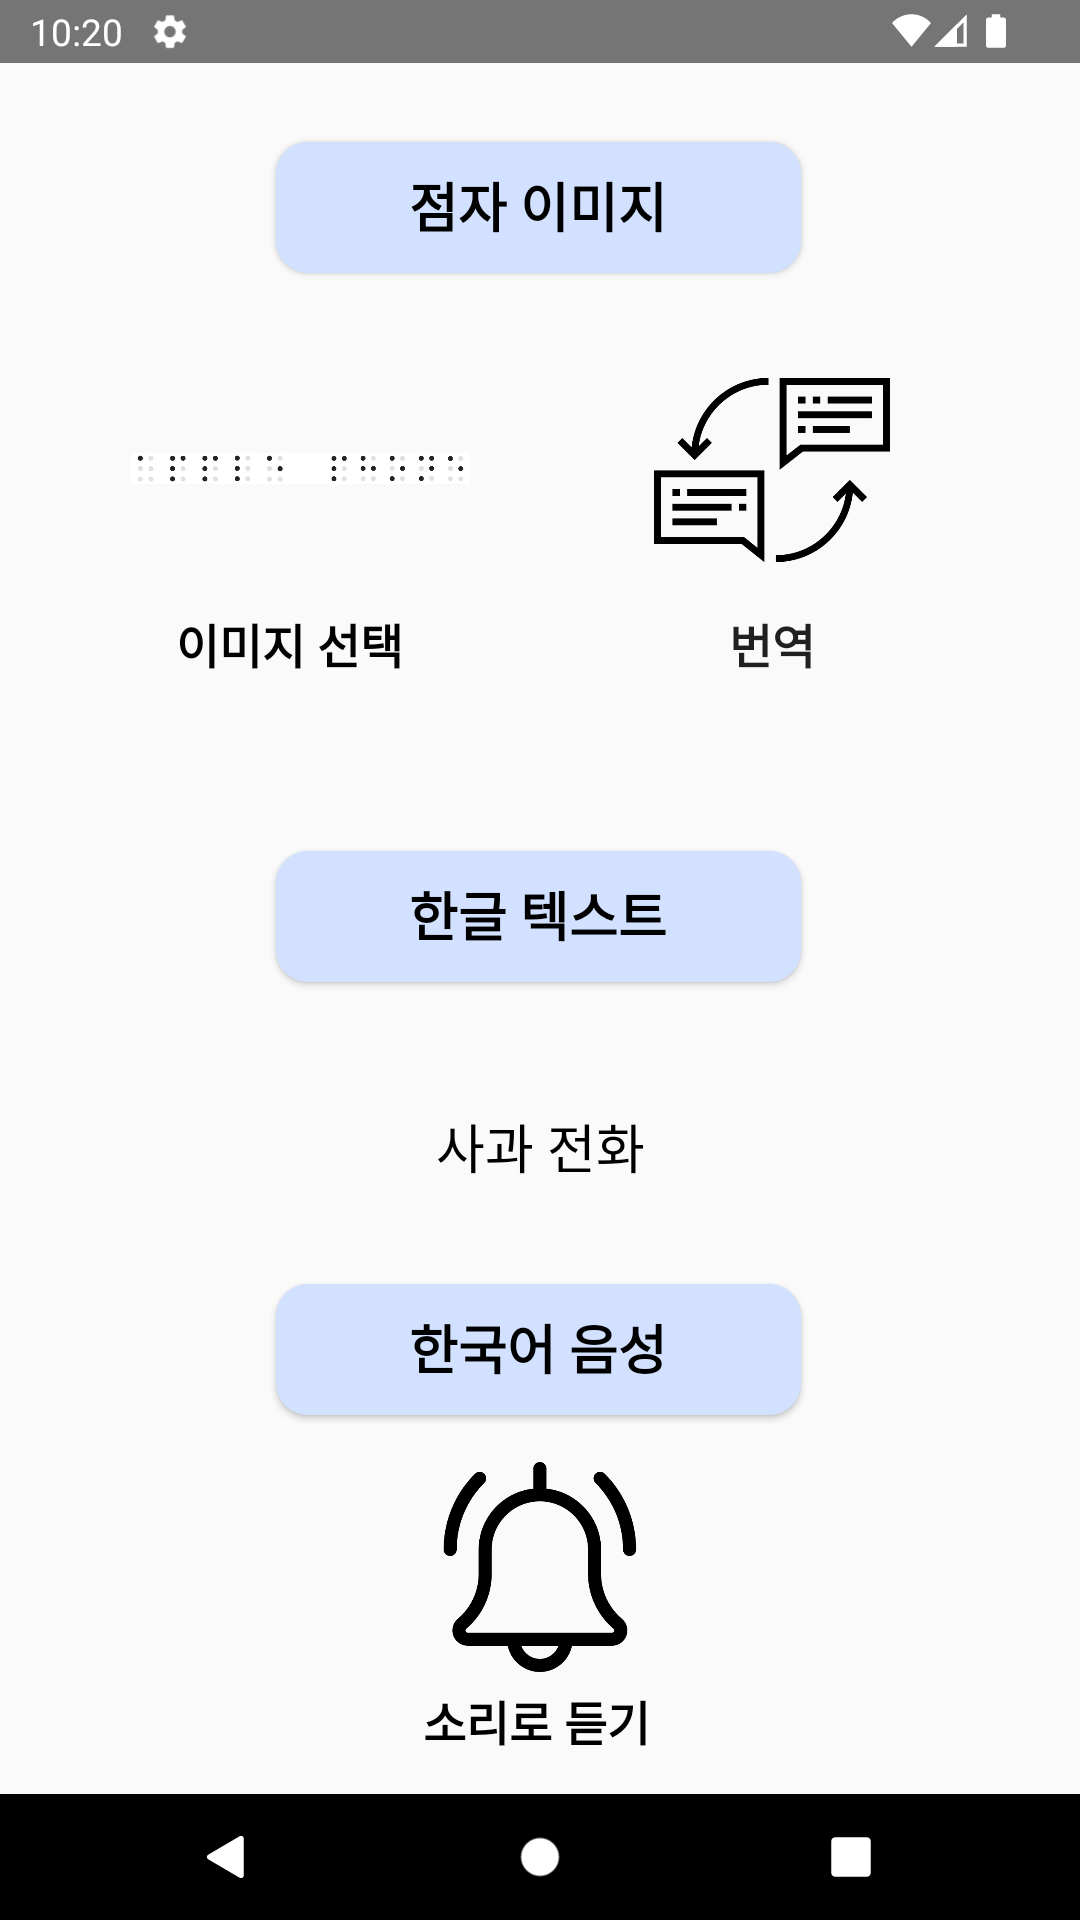 10:20
점자 이미지
이미지 선택
번역
한글 텍스트
사과 전화
한국어 음성
소리로 듣기